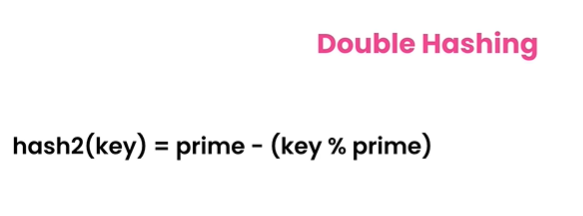 Double Hashing
hash2(key) = prime - (key % prime)